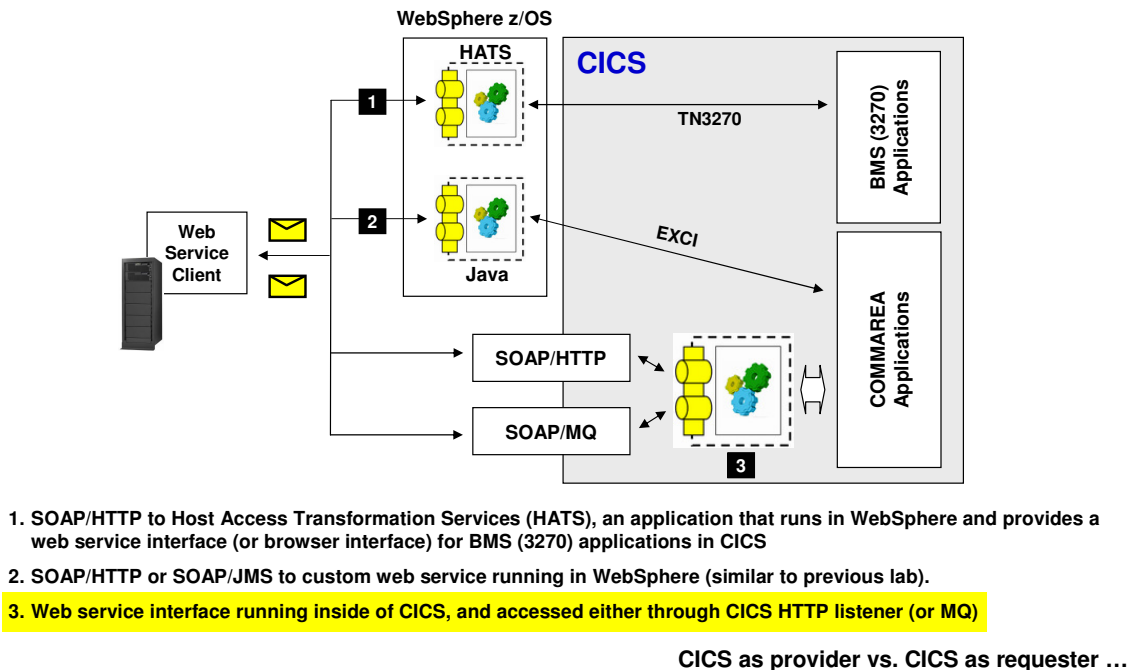 WebSphere z/OS
HATS
CICS
1
TN3270
BMS (3270)
Applications
2
Web
Service
Client
EXCI
Java
SOAP/HTTP
COMMAREA
Applications
SOAP/MQ
3
1. SOAP/HTTP to Host Access Transformation Services (HATS), an application that runs in WebSphere and provides a
web service interface (or browser interface) for BMS (3270) applications in CICS
2. SOAP/HTTP or SOAP/JMS to custom web service running in WebSphere (similar to previous lab).
3. Web service interface running inside of CICS, and accessed either through CICS HTTP listener (or MQ)
CICS as provider vs. CICS as requester …